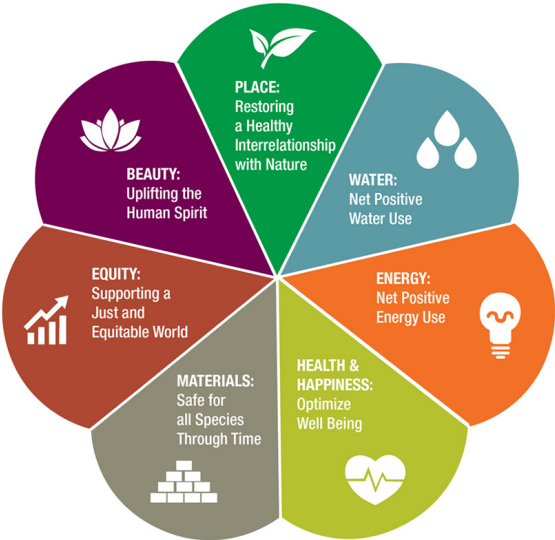 PLACE:
Restoring
a Healthy
Interrelationship
with Nature
WATER:
Net Positive
Water Use
ENERGY:
Net Positive
Energy Use
HEALTH &
HAPPINESS:
Optimize
Well Being
MATERIALS:
Safe for
all Species
Through Time
EQUITY:
Supporting a
Just and
Equitable World
BEAUTY:
Uplifting the
Human Spirit